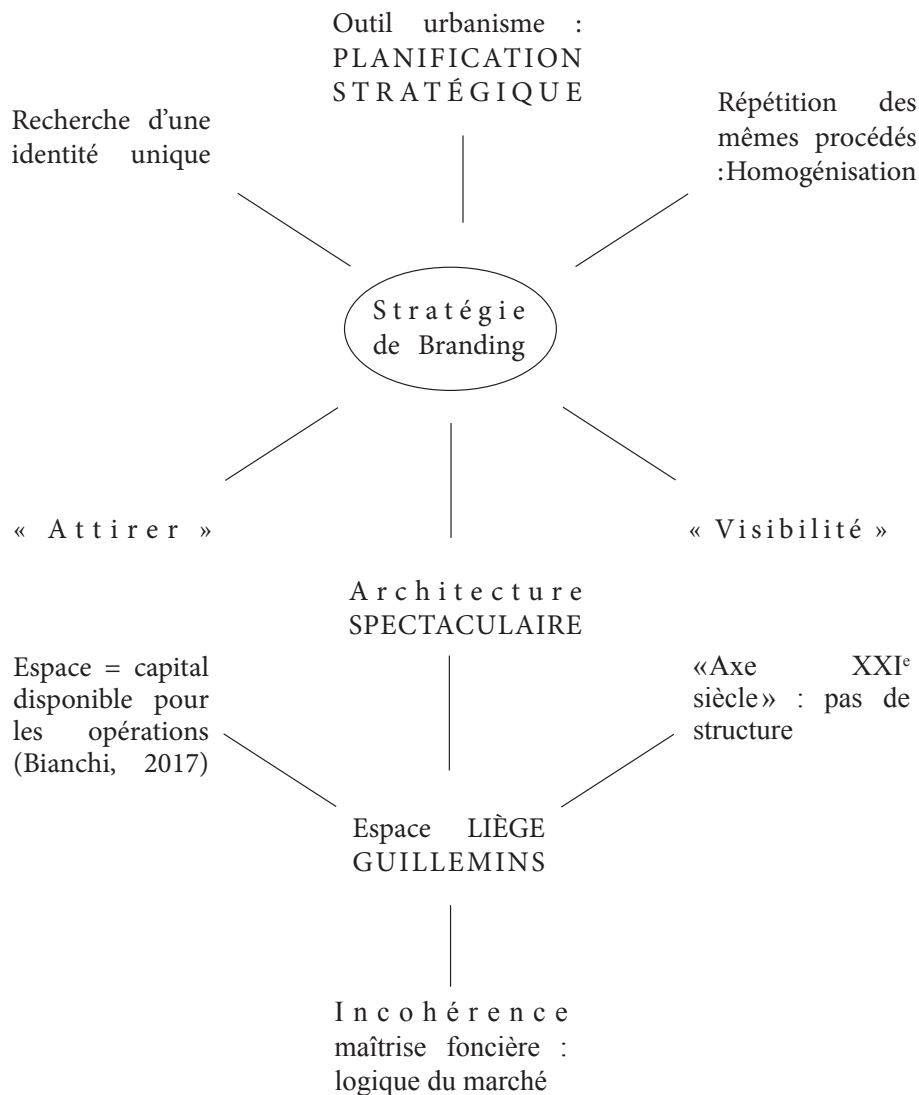 Outil urbanisme :
PLANIFICATION
STRATÉGIQUE
Recherche d'une
identité unique
Répétition des
mêmes procédés
:Homogénisation
Stratégie
de Branding
« Attirer »
« Visibilité »
Architecture
SPECTACULAIRE
Espace = capital
disponible pour
les opérations
(Bianchi, 2017)
«Axe XXIᵉ
siècle» : pas de
structure
Espace LIÈGE
GUILLEMINS
Incohérence
maîtrise foncière :
logique du marché